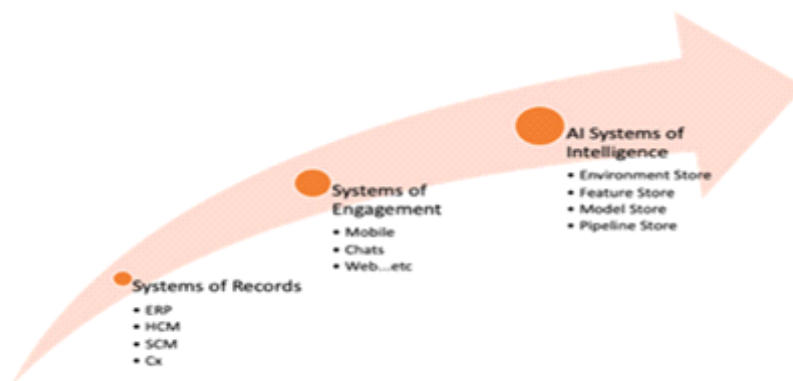 AI Systems of
Intelligence
• Environment Store
• Feature Store
• Model Store
• Pipeline Store
Systems of
Engagement
• Mobile
• Chats
• Web...etc
Systems of Records
• ERP
• HCM
• SCM
• Cx